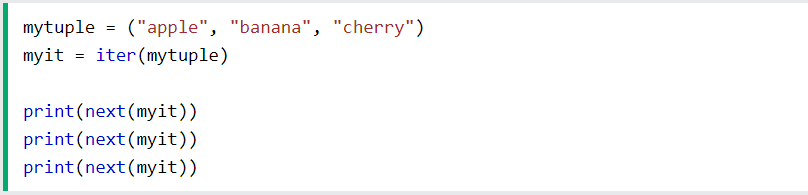 mytuple = ("apple", "banana", "cherry")
myit = iter(mytuple)

print(next(myit))
print(next(myit))
print(next(myit))